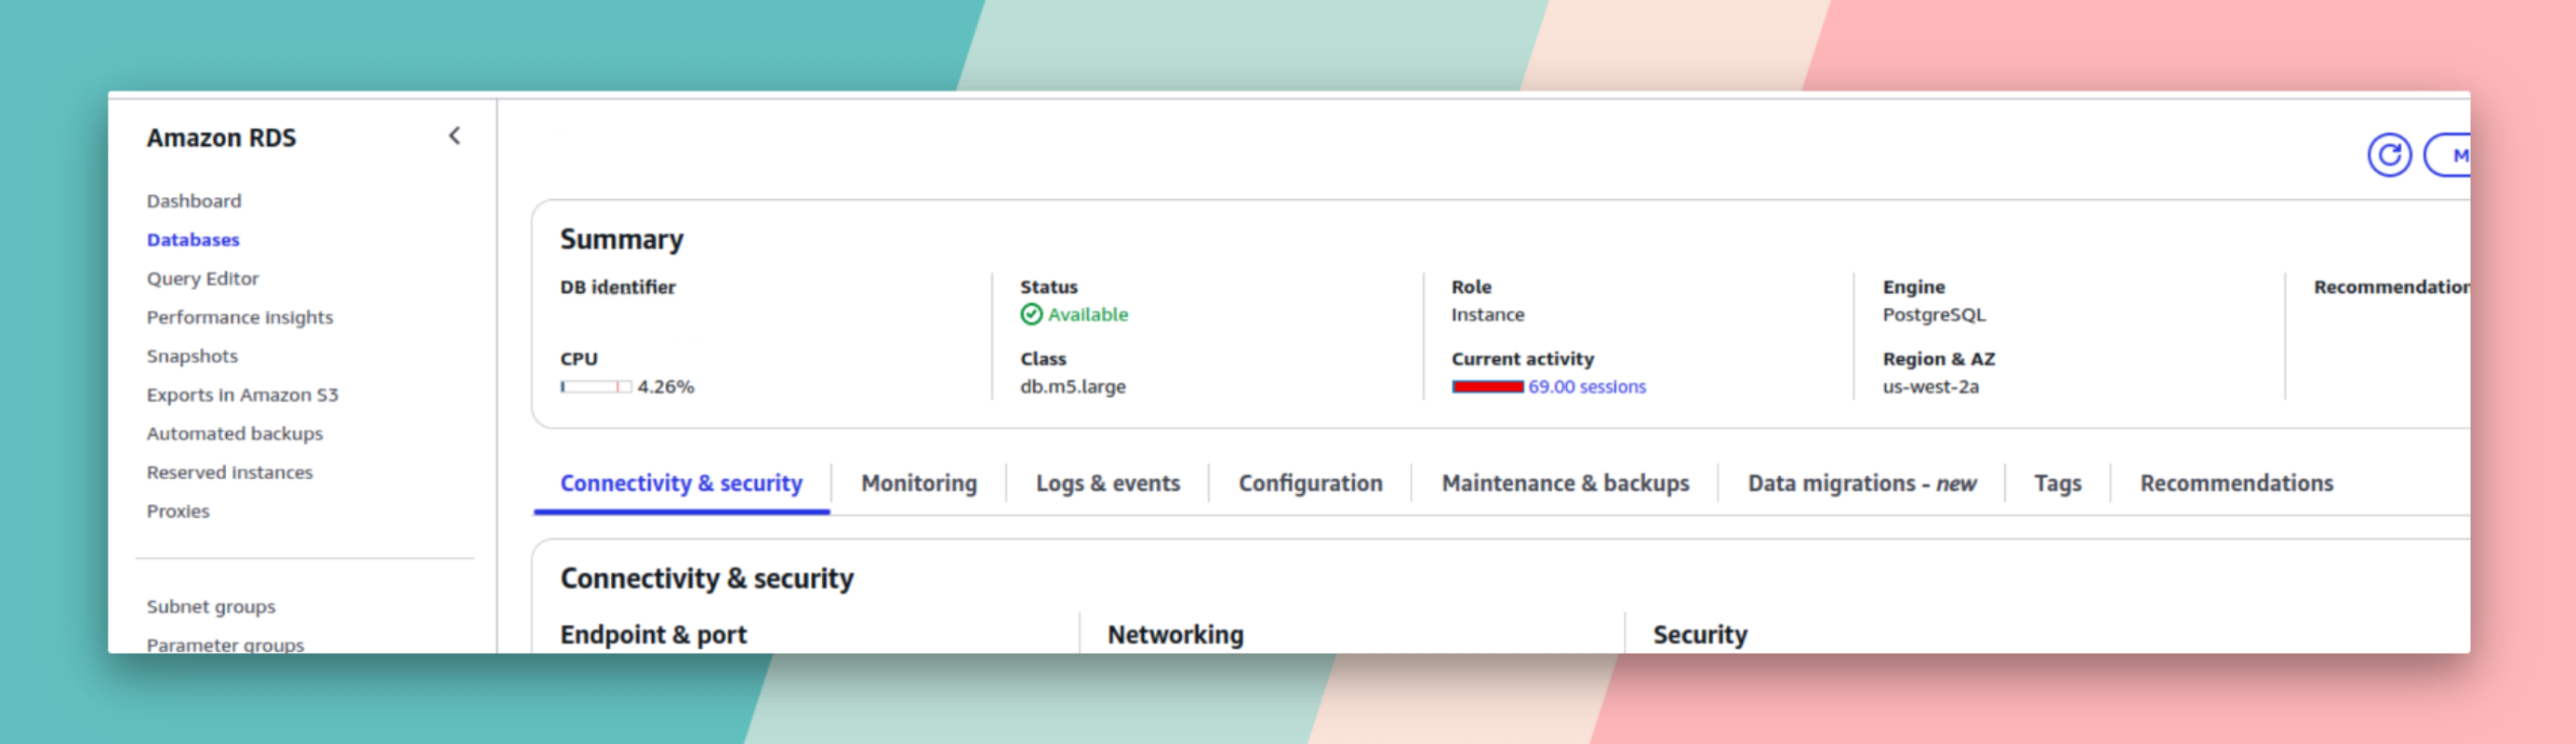 Amazon RDS
Dashboard
Databases
Query Editor
Performance insights
Snapshots
Exports in Amazon S3
Automated backups
Reserved instances
Proxies
Subnet groups
Parameter groups
M
Summary
DB identifier
Status
Available
Role
Instance
Engine
PostgreSQL
Recommendation
CPU
4.26%
Class
db.m5.large
Current activity
69.00 sessions
Region & AZ
us-west-2a
Connectivity & security
Monitoring
Logs & events
Configuration
Maintenance & backups
Data migrations - new
Tags
Recommendations
Connectivity & security
Endpoint & port
Networking
Security